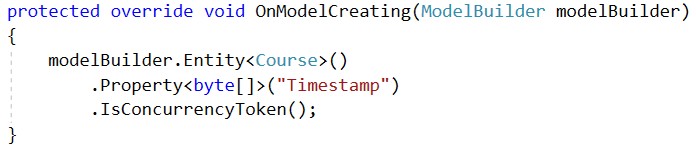 protected override void OnModelCreating(ModelBuilder modelBuilder)
{
    modelBuilder.Entity<Course>()
        .Property<byte[]>("Timestamp")
        .IsConcurrencyToken();
}